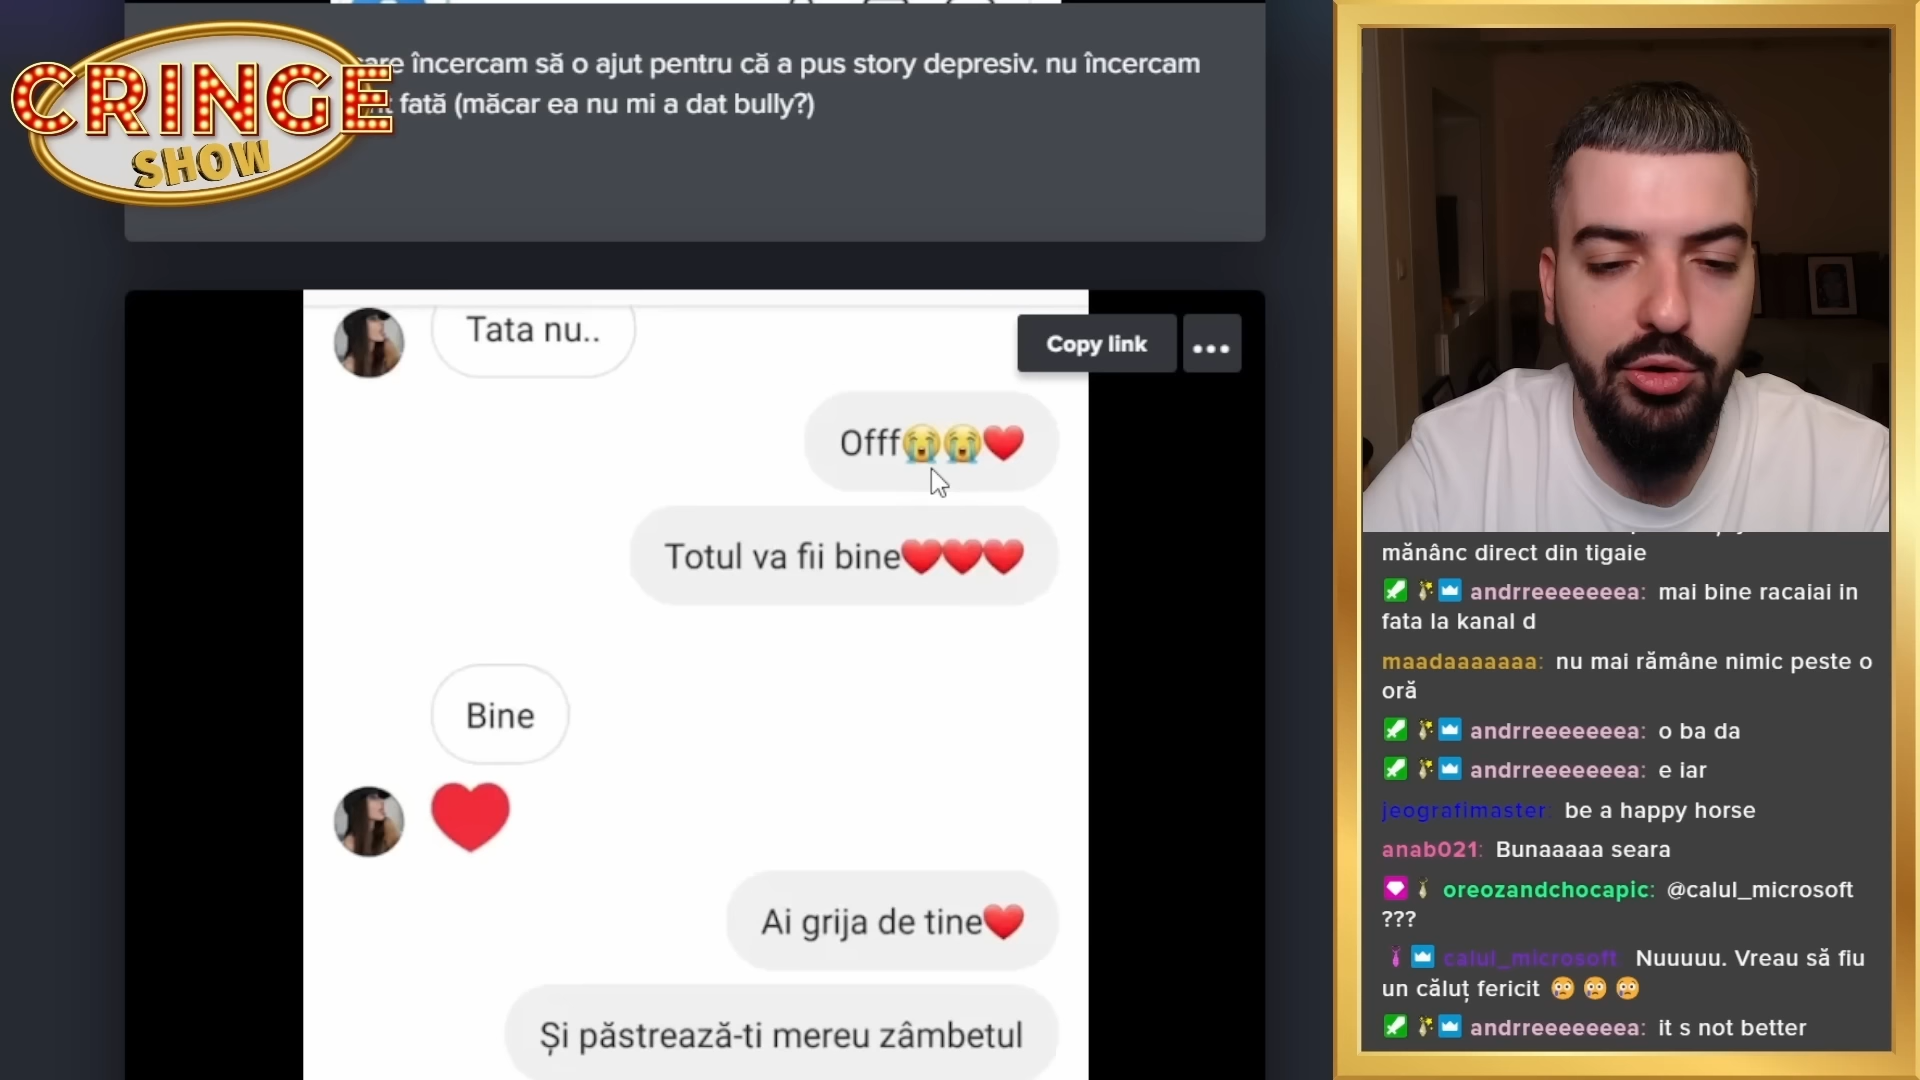 CRINGE
SHOW
încercam să o ajut pentru că a pus story depresiv. nu încercam
fată (măcar ea nu mi a dat bully?)
Tata nu..
Copy link
Offf😭😭❤️
Totul va fii bine❤️❤️❤️
Bine
❤️
Ai grija de tine❤️
Și păstrează-ti mereu zâmbetul
mănânc direct din tigaie
andrreeeeeeea: mai bine racaiai in
fata la kanal d
maadaaaaaaa: nu mai rămâne nimic peste o
oră
andrreeeeeeea: o ba da
andrreeeeeeea: e iar
jeografimaster: be a happy horse
anab021: Bunaaaaa seara
oreozandchocapic: @calul_microsoft
???
calul_microsoft: Nuuuuu. Vreau să fiu
un căluț fericit 😳 😳 😳
andrreeeeeeea: it s not better